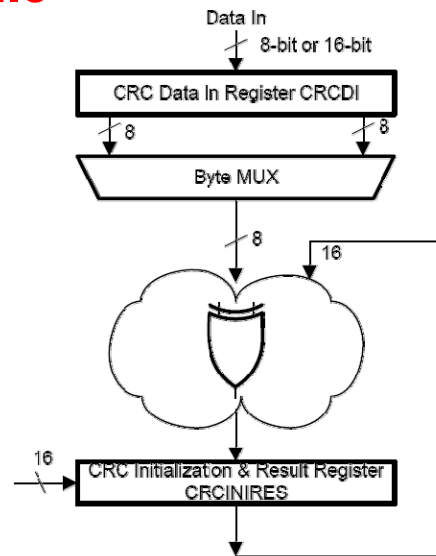 Data In
8-bit or 16-bit
CRC Data In Register CRCDI
8
8
Byte MUX
8
16
16
CRC Initialization & Result Register
CRCINIRES